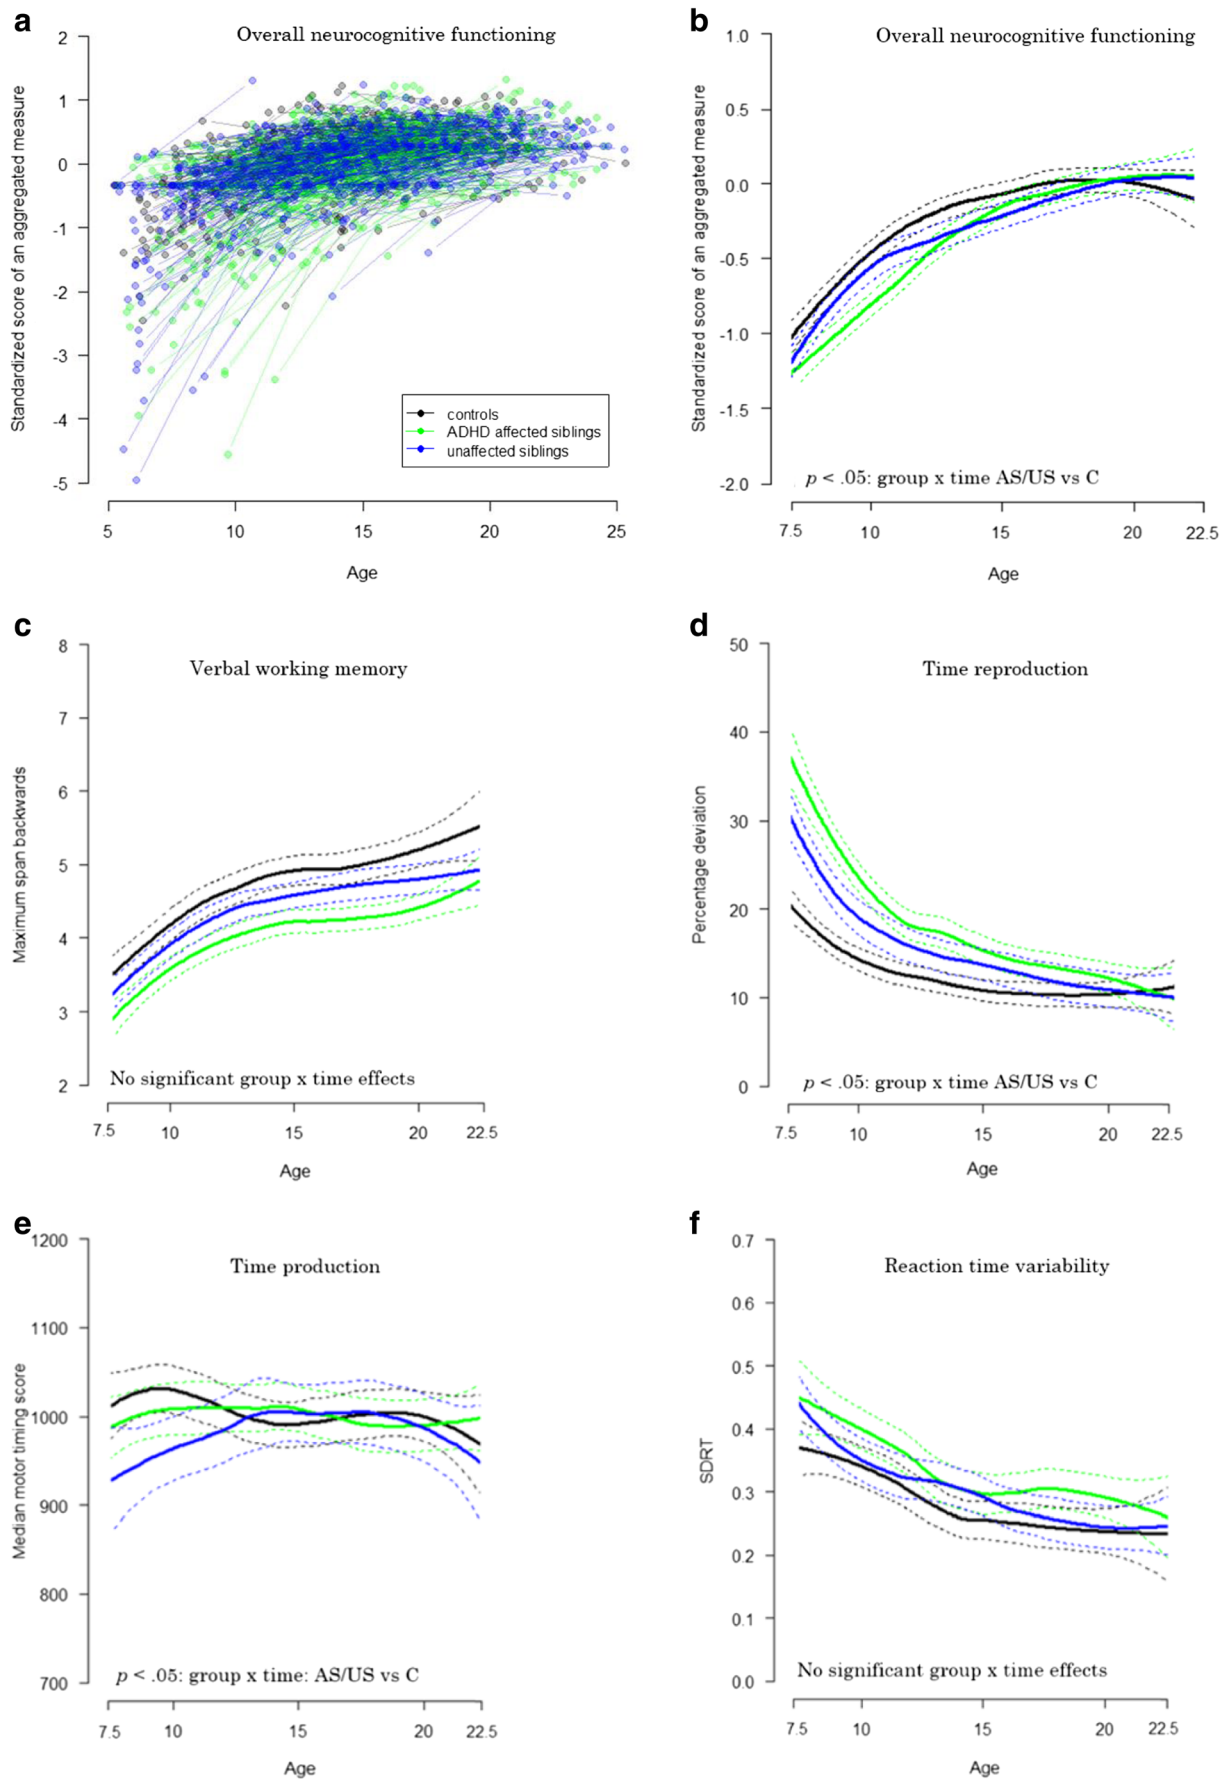 a
Overall neurocognitive functioning
Standardized score of an aggregated measure
2
1
0
-1
-2
-3
-4
-5
controls
ADHD affected siblings
unaffected siblings
5 10 15 20 25
Age
b
Overall neurocognitive functioning
Standardized score of an aggregated measure
1.0
0.5
0.0
-0.5
-1.0
-1.5
-2.0
p < .05: group x time AS/US vs C
7.5 10 15 20 22.5
Age
c
Verbal working memory
Maximum span backwards
8
7
6
5
4
3
2
No significant group x time effects
7.5 10 15 20 22.5
Age
d
Time reproduction
Percentage deviation
50
40
30
20
10
0
p < .05: group x time AS/US vs C
7.5 10 15 20 22.5
Age
e
Time production
Median motor timing score
1200
1100
1000
900
800
700
p < .05: group x time: AS/US vs C
7.5 10 15 20 22.5
Age
f
Reaction time variability
SDRT
0.7
0.6
0.5
0.4
0.3
0.2
0.1
0.0
No significant group x time effects
7.5 10 15 20 22.5
Age